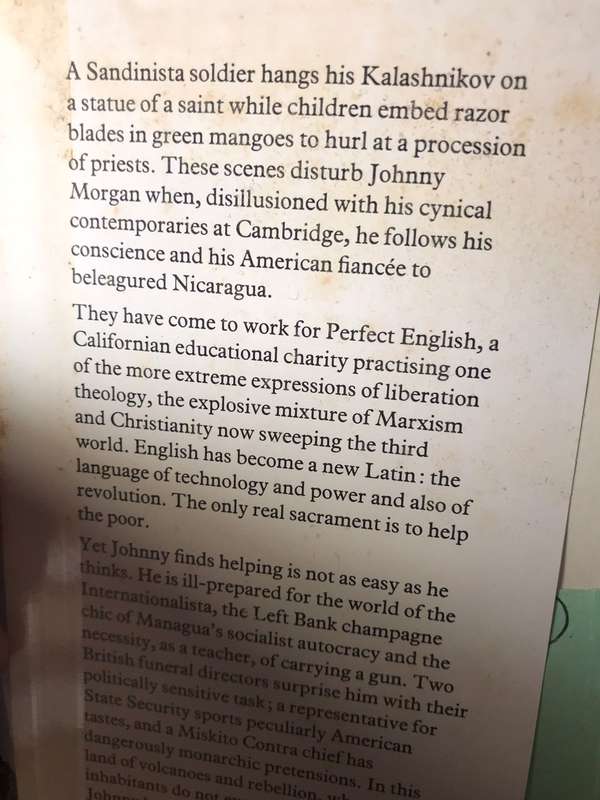 A Sandinista soldier hangs his Kalashnikov on
a statue of a saint while children embed razor
blades in green mangoes to hurl at a procession
of priests. These scenes disturb Johnny
Morgan when, disillusioned with his cynical
contemporaries at Cambridge, he follows his
conscience and his American fiancée to
beleagured Nicaragua.
They have come to work for Perfect English, a
Californian educational charity practising one
of the more extreme expressions of liberation
theology, the explosive mixture of Marxism
and Christianity now sweeping the third
world. English has become a new Latin: the
language of technology and power and also of
revolution. The only real sacrament is to help
the poor.
Yet Johnny finds helping is not as easy as he
thinks. He is ill-prepared for the world of the
Internationalista, the Left Bank champagne
chic of Managua's socialist autocracy and the
necessity, as a teacher, of carrying a gun. Two
British funeral directors surprise him with their
politically sensitive task; a representative for
State Security sports peculiarly American
tastes, and a Miskito Contra chief has
dangerously monarchic pretensions. In this
land of volcanoes and rebellion,
inhabitants do not